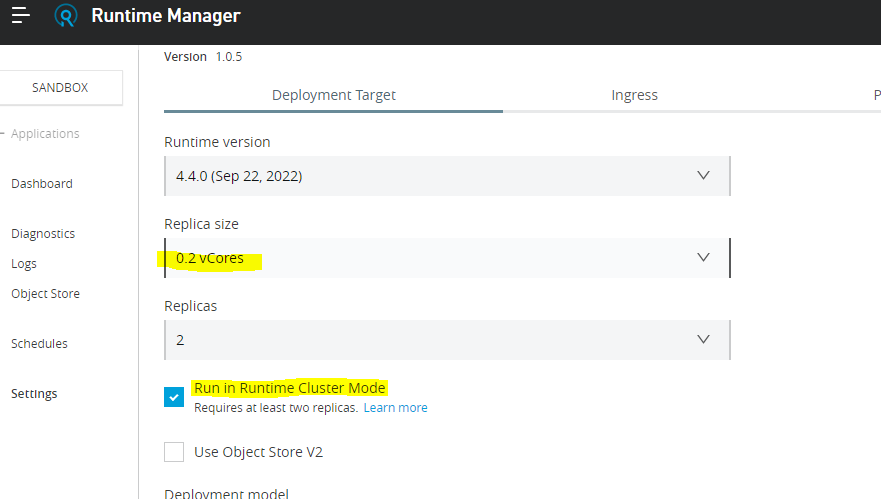 Runtime Manager
Version 1.0.5
SANDBOX
Deployment Target
Ingress
P
Applications
Runtime version
4.4.0 (Sep 22, 2022)
Dashboard
Replica size
Diagnostics
0.2 vCores
Logs
Object Store
Replicas
2
Schedules
Settings
Run in Runtime Cluster Mode
Requires at least two replicas. Learn more
Use Object Store V2
Deployment model